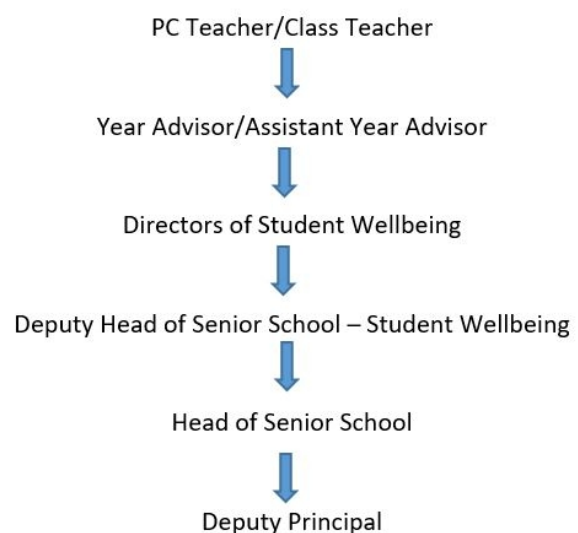 PC Teacher/Class Teacher
Year Advisor/Assistant Year Advisor
Directors of Student Wellbeing
Deputy Head of Senior School – Student Wellbeing
Head of Senior School
Deputy Principal